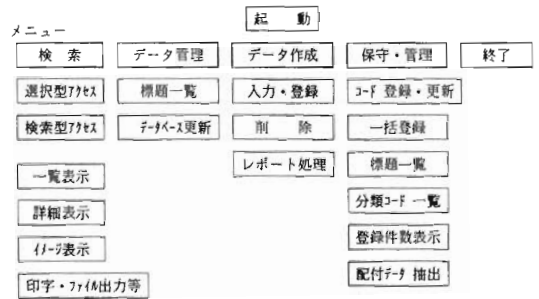 起 動
メニュー
検 索 データ管理 データ作成 保守・管理 終了
選択型ｱｸｾｽ 標題一覧 入力・登録 ｺｰﾄﾞ 登録・更新
検索型ｱｸｾｽ ﾃﾞｰﾀﾍﾞｰｽ更新 削 除 一括登録
レポート処理 標題一覧
一覧表示
分類ｺｰﾄﾞ 一覧
詳細表示
登録件数表示
ｲﾒｰｼﾞ表示
配付ﾃﾞｰﾀ 抽出
印字・ﾌｧｲﾙ出力等